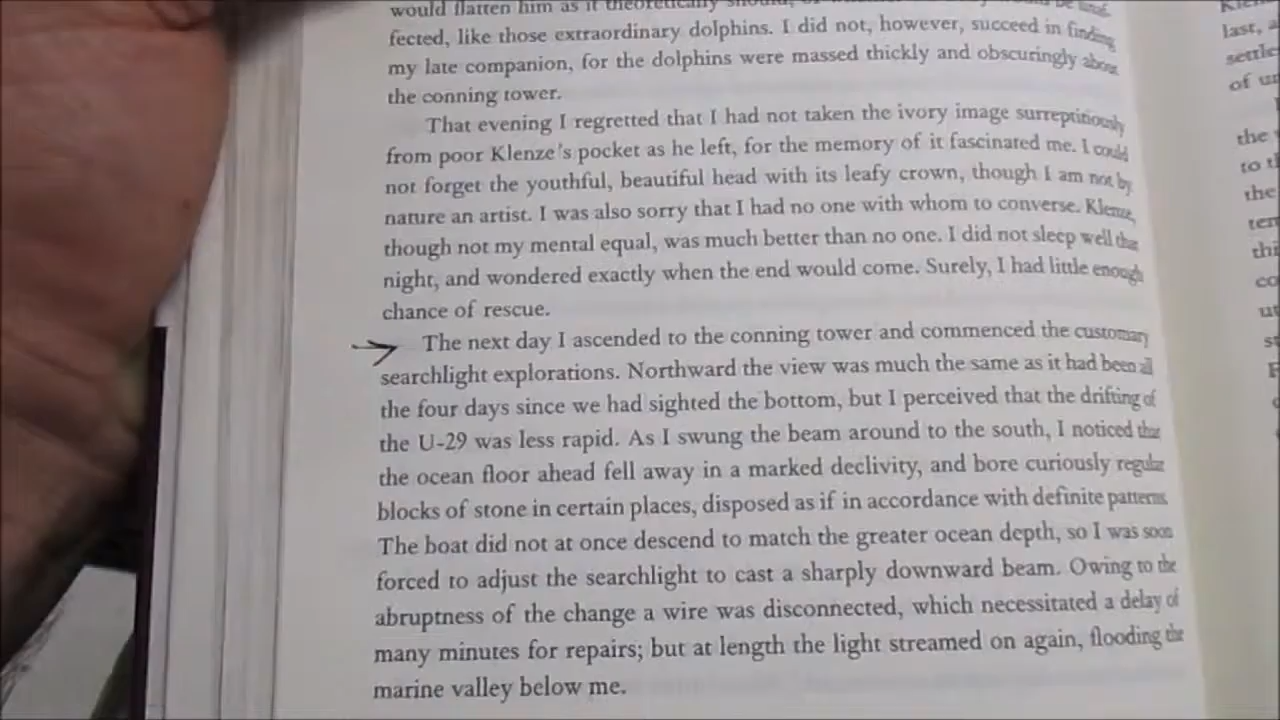 would flatten him as it theoretically should, or
fected, like those extraordinary dolphins. I did not, however, succeed in finding
my late companion, for the dolphins were massed thickly and obscuringly about
the conning tower.
That evening I regretted that I had not taken the ivory image surreptitiously
from poor Klenze's pocket as he left, for the memory of it fascinated me. I could
not forget the youthful, beautiful head with its leafy crown, though I am not by
nature an artist. I was also sorry that I had no one with whom to converse. Klenze,
though not my mental equal, was much better than no one. I did not sleep well that
night, and wondered exactly when the end would come. Surely, I had little enough
chance of rescue.
The next day I ascended to the conning tower and commenced the customary
searchlight explorations. Northward the view was much the same as it had been all
the four days since we had sighted the bottom, but I perceived that the drifting of
the U-29 was less rapid. As I swung the beam around to the south, I noticed that
the ocean floor ahead fell away in a marked declivity, and bore curiously regular
blocks of stone in certain places, disposed as if in accordance with definite patterns.
The boat did not at once descend to match the greater ocean depth, so I was soon
forced to adjust the searchlight to cast a sharply downward beam. Owing to the
abruptness of the change a wire was disconnected, which necessitated a delay of
many minutes for repairs; but at length the light streamed on again, flooding the
marine valley below me.
last,
of
the
to
the